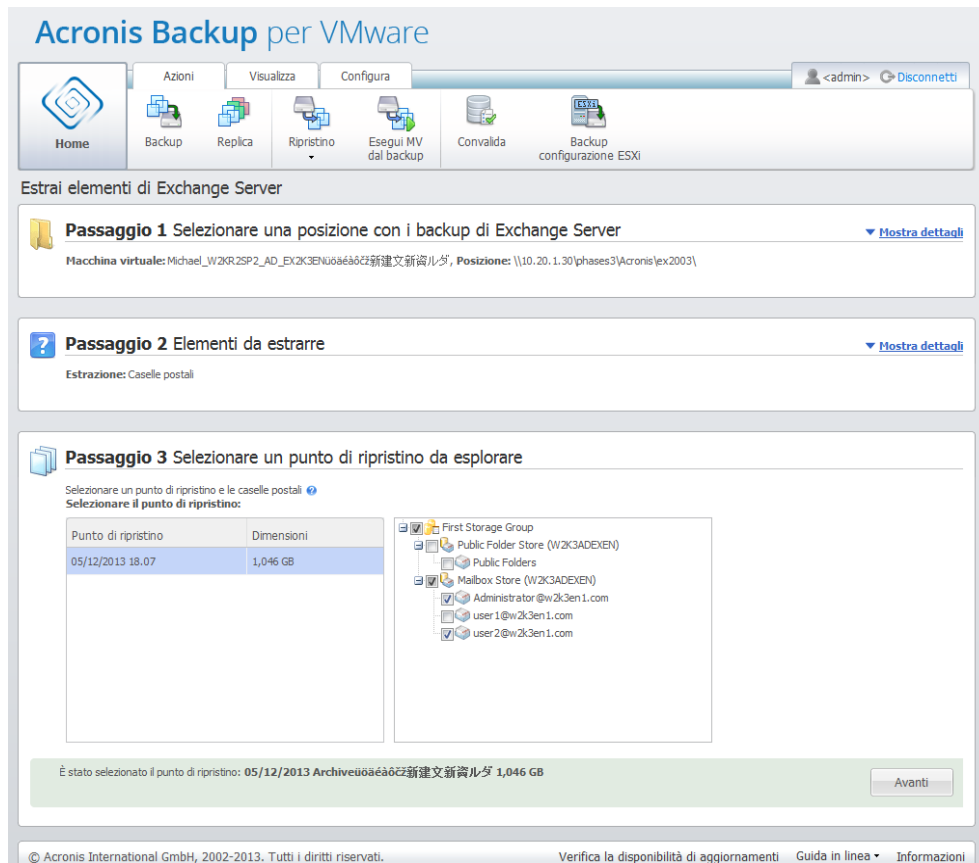 Acronis Backup per VMware
Azioni Visualizza Configura <admin> Disconnetti
Home Backup Replica Ripristino Esegui MV dal backup Convalida ESXi Backup configurazione ESXi
Estrai elementi di Exchange Server
Passaggio 1 Selezionare una posizione con i backup di Exchange Server Mostra dettagli
Macchina virtuale: Michael_W2KR2SP2_AD_EX2K3ENüöäéàôčž新建文新資ルダ, Posizione: \\10.20.1.30\phases3\Acronis\ex2003\
Passaggio 2 Elementi da estrarre Mostra dettagli
Estrazione: Caselle postali
Passaggio 3 Selezionare un punto di ripristino da esplorare
Selezionare un punto di ripristino e le caselle postali
Selezionare il punto di ripristino:
Punto di ripristino Dimensioni
05/12/2013 18.07 1,046 GB
First Storage Group
Public Folder Store (W2K3ADEXEN)
Public Folders
Mailbox Store (W2K3ADEXEN)
Administrator@w2k3en1.com
user1@w2k3en1.com
user2@w2k3en1.com
È stato selezionato il punto di ripristino: 05/12/2013 Archiveüöäéàôčž新建文新資ルダ 1,046 GB
Avanti
© Acronis International GmbH, 2002-2013. Tutti i diritti riservati. Verifica la disponibilità di aggiornamenti Guida in linea Informazioni